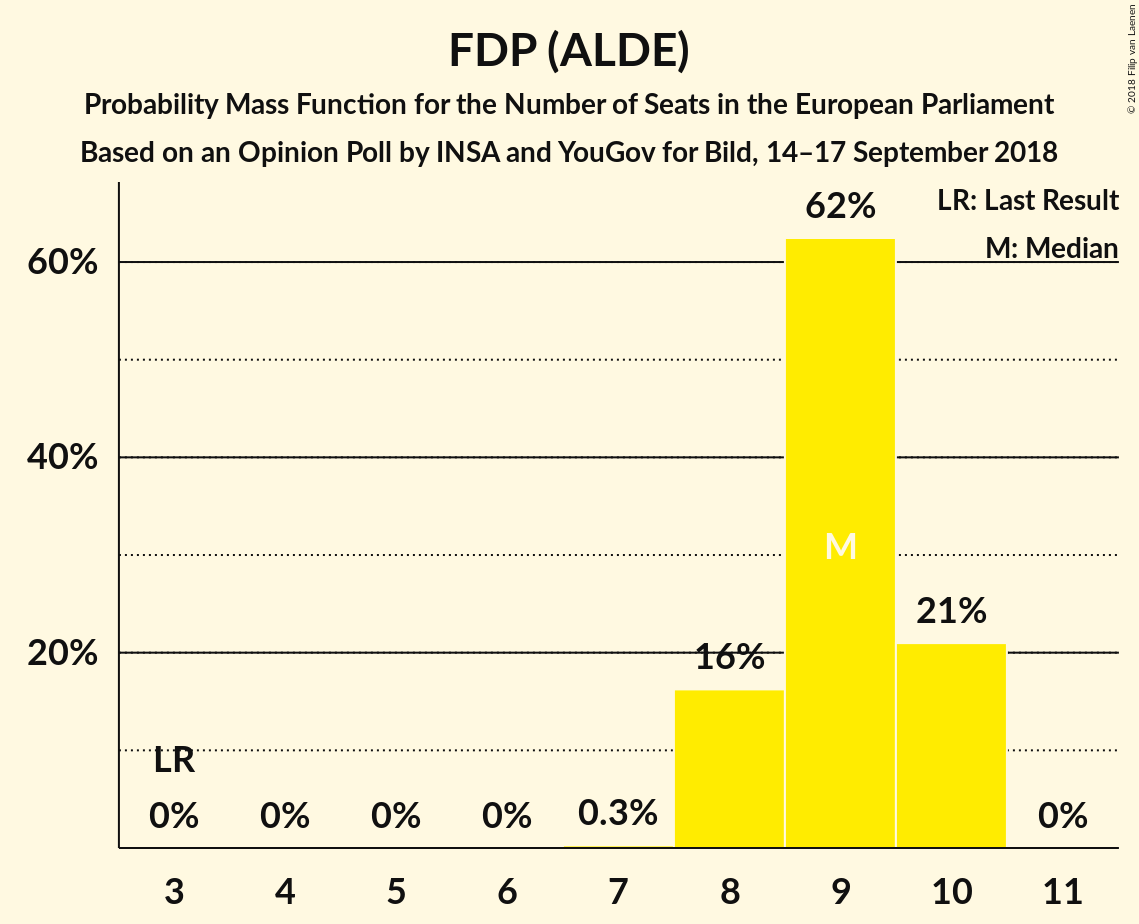 FDP (ALDE)
Probability Mass Function for the Number of Seats in the European Parliament
Based on an Opinion Poll by INSA and YouGov for Bild, 14–17 September 2018
© 2018 Filip van Laenen
LR: Last Result
M: Median
60%
40%
20%
LR
0%
0%
0%
0%
0.3%
16%
62%
M
21%
0%
3 4 5 6 7 8 9 10 11